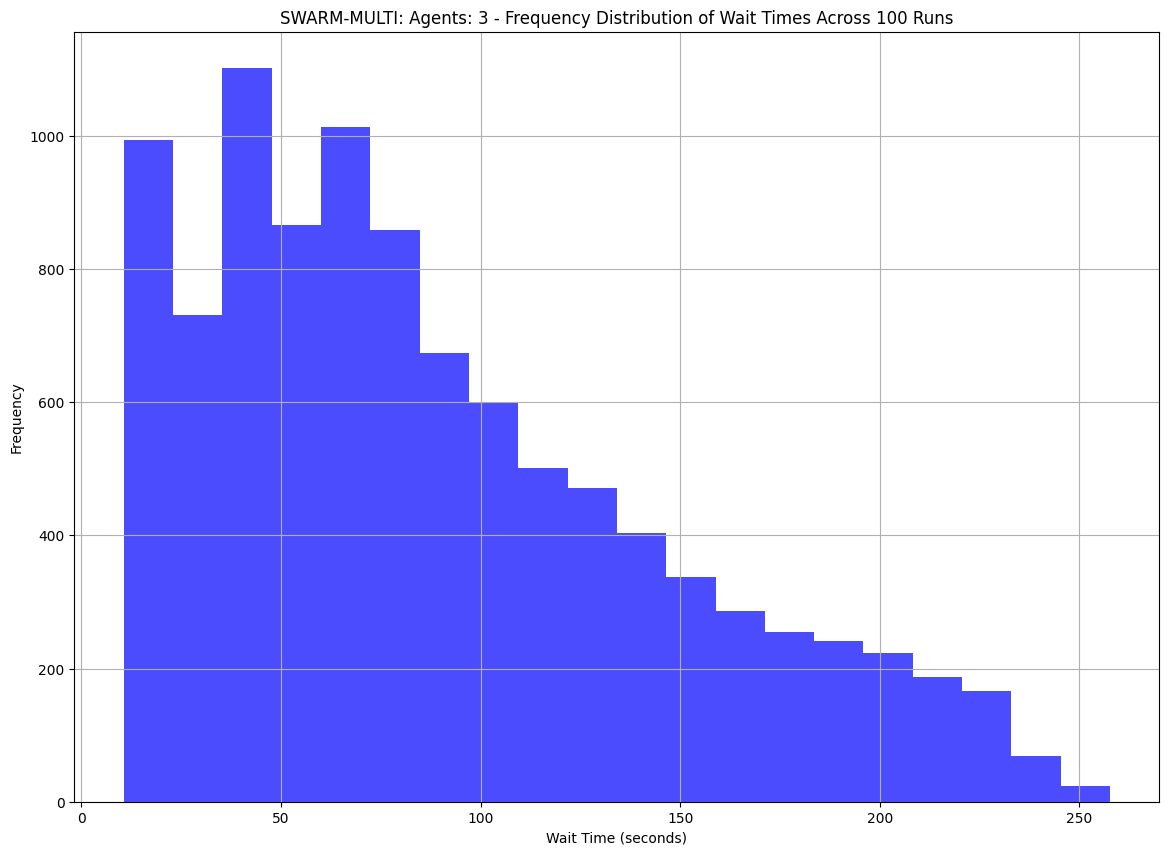 SWARM-MULTI: Agents: 3 - Frequency Distribution of Wait Times Across 100 Runs
Frequency
1000
800
600
400
200
0
0 50 100 150 200 250
Wait Time (seconds)